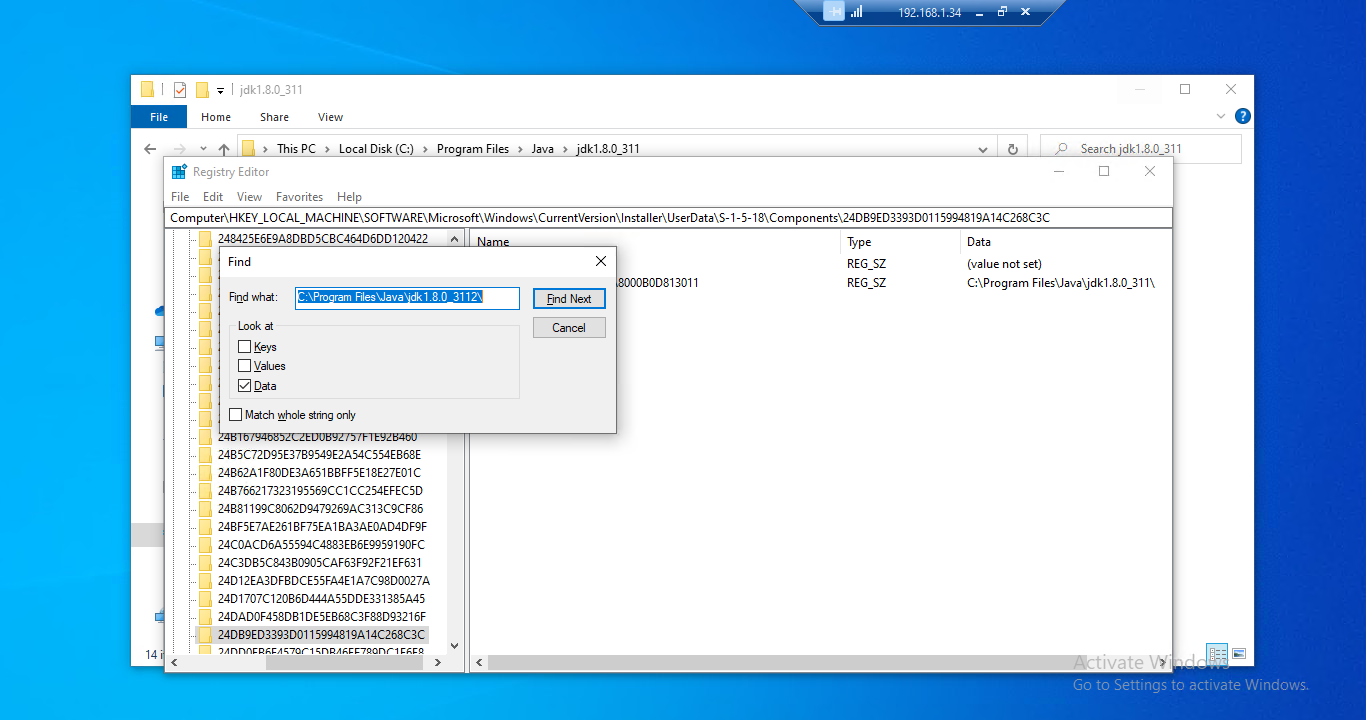 192.168.1.34
jdk1.8.0_311
File Home Share View
This PC > Local Disk (C:) > Program Files > Java > jdk1.8.0_311
Search jdk1.8.0_311
Registry Editor
File Edit View Favorites Help
Computer\HKEY_LOCAL_MACHINE\SOFTWARE\Microsoft\Windows\CurrentVersion\Installer\UserData\S-1-5-18\Components\24DB9ED3393D0115994819A14C268C3C
248425E6E9A8DBD5CBC464D6DD120422
Name Type Data
REG_SZ (value not set)
8000B0D813011 REG_SZ C:\Program Files\Java\jdk1.8.0_311\
Find
Find what: C:\Program Files\Java\jdk1.8.0_3112\
Find Next
Look at
Cancel
Keys
Values
Data
Match whole string only
24B167946852C2ED0B92757F1E92B460
24B5C72D95E37B9549E2A54C554EB68E
24B62A1F80DE3A651BBFF5E18E27E01C
24B766217323195569CC1CC254EFEC5D
24B81199C8062D9479269AC313C9CF86
24BF5E7AE261BF75EA1BA3AE0AD4DF9F
24C0ACD6A55594C4883EB6E9959190FC
24C3DB5C843B0905CAF63F92F21EF631
24D12EA3DFBDCE55FA4E1A7C98D0027A
24D1707C120B6D444A55DDE331385A45
24DAD0F458DB1DE5EB68C3F88D93216F
24DB9ED3393D0115994819A14C268C3C
14 i
Activate Windows
Go to Settings to activate Windows.